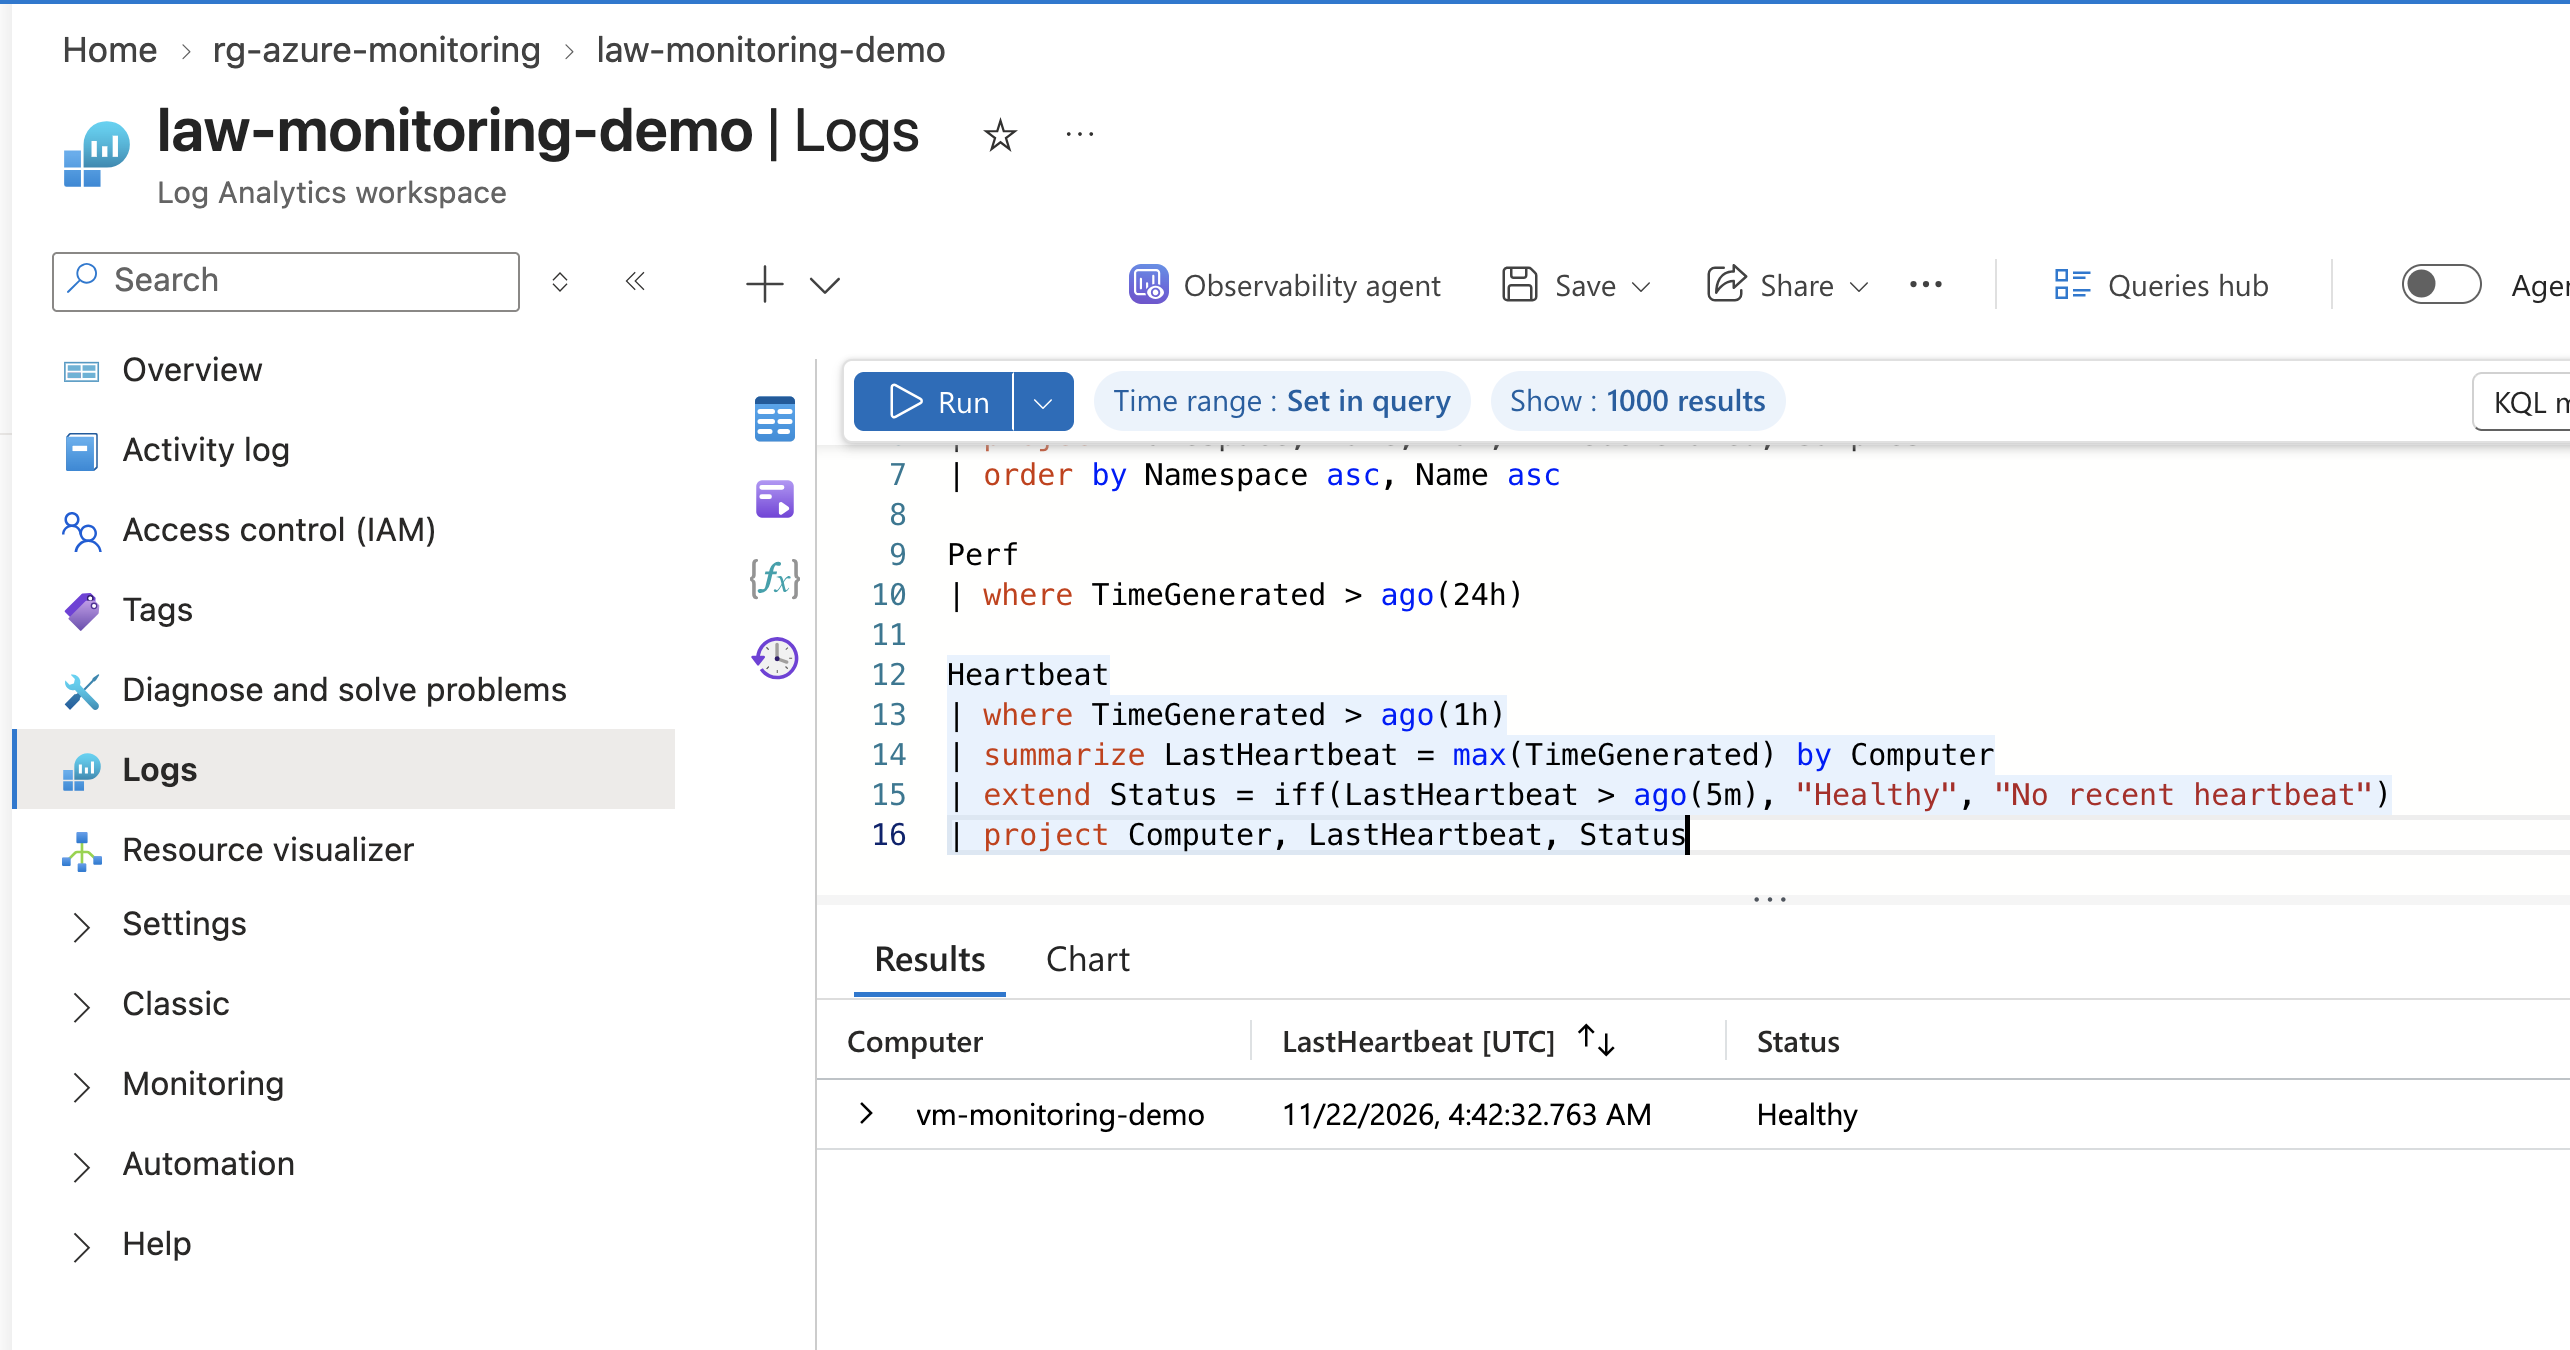 Home > rg-azure-monitoring > law-monitoring-demo
law-monitoring-demo | Logs
Log Analytics workspace
Search
Overview
Activity log
Access control (IAM)
Tags
Diagnose and solve problems
Logs
Resource visualizer
Settings
Classic
Monitoring
Automation
Help
Observability agent Save Share Queries hub
Run Time range : Set in query Show : 1000 results KQL
7 | order by Namespace asc, Name asc
8
9 Perf
10 | where TimeGenerated > ago(24h)
11
12 Heartbeat
13 | where TimeGenerated > ago(1h)
14 | summarize LastHeartbeat = max(TimeGenerated) by Computer
15 | extend Status = iff(LastHeartbeat > ago(5m), "Healthy", "No recent heartbeat")
16 | project Computer, LastHeartbeat, Status
Results Chart
Computer LastHeartbeat [UTC] Status
vm-monitoring-demo 11/22/2026, 4:42:32.763 AM Healthy